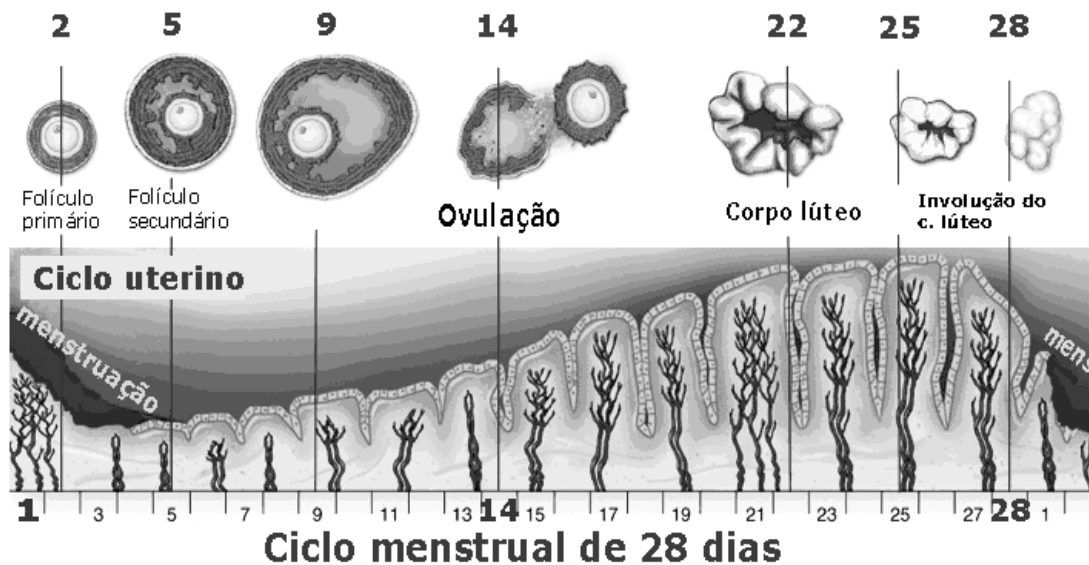 2 5 9 14 22 25 28
Folículo
primário
Folículo
secundário
Ovulação
Corpo lúteo
Involução do
c. lúteo
Ciclo uterino
menstruação
mens
1 3 5 7 9 11 13 14 15 17 19 21 23 25 27 28 1
Ciclo menstrual de 28 dias